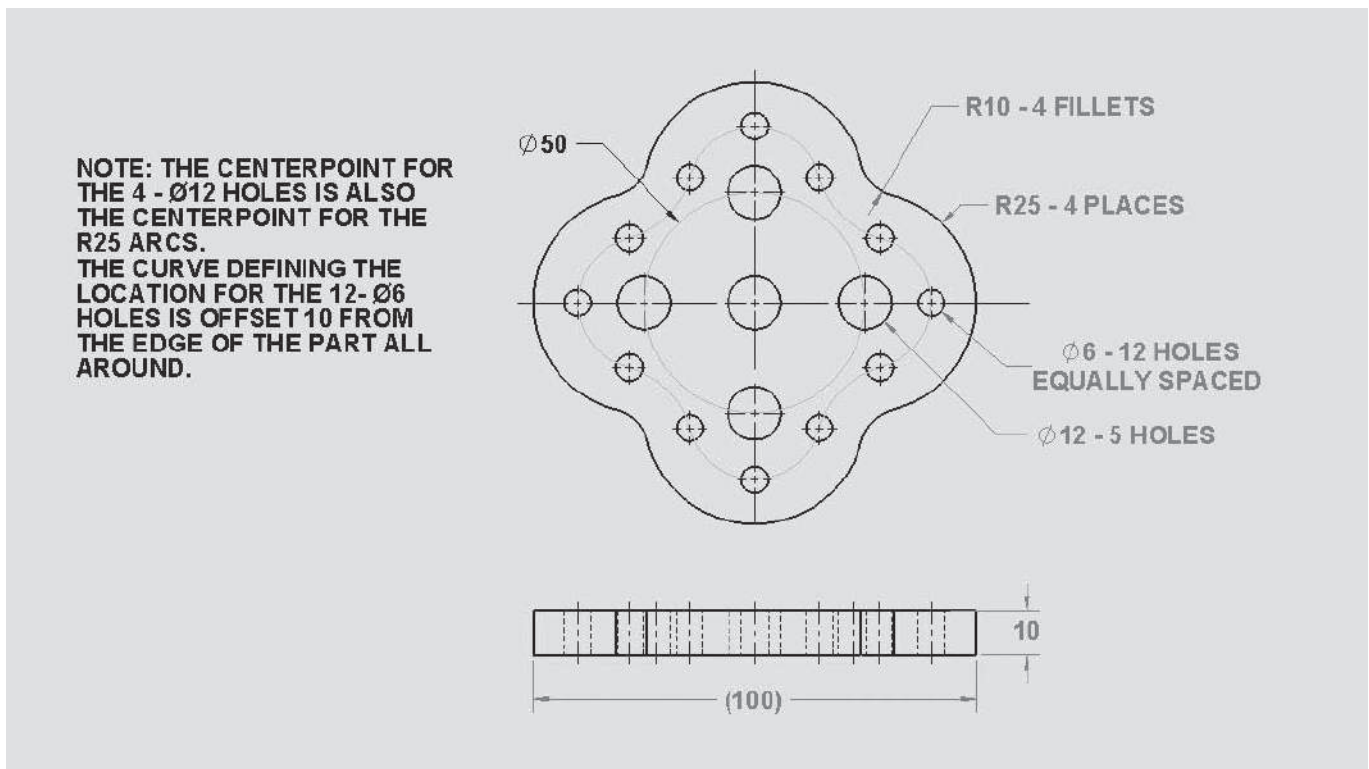 NOTE: THE CENTERPOINT FOR
THE 4 - Ø12 HOLES IS ALSO
THE CENTERPOINT FOR THE
R25 ARCS.
THE CURVE DEFINING THE
LOCATION FOR THE 12- Ø6
HOLES IS OFFSET 10 FROM
THE EDGE OF THE PART ALL
AROUND.
Ø50
R10 - 4 FILLETS
R25 - 4 PLACES
Ø6 - 12 HOLES
EQUALLY SPACED
Ø12 - 5 HOLES
10
(100)